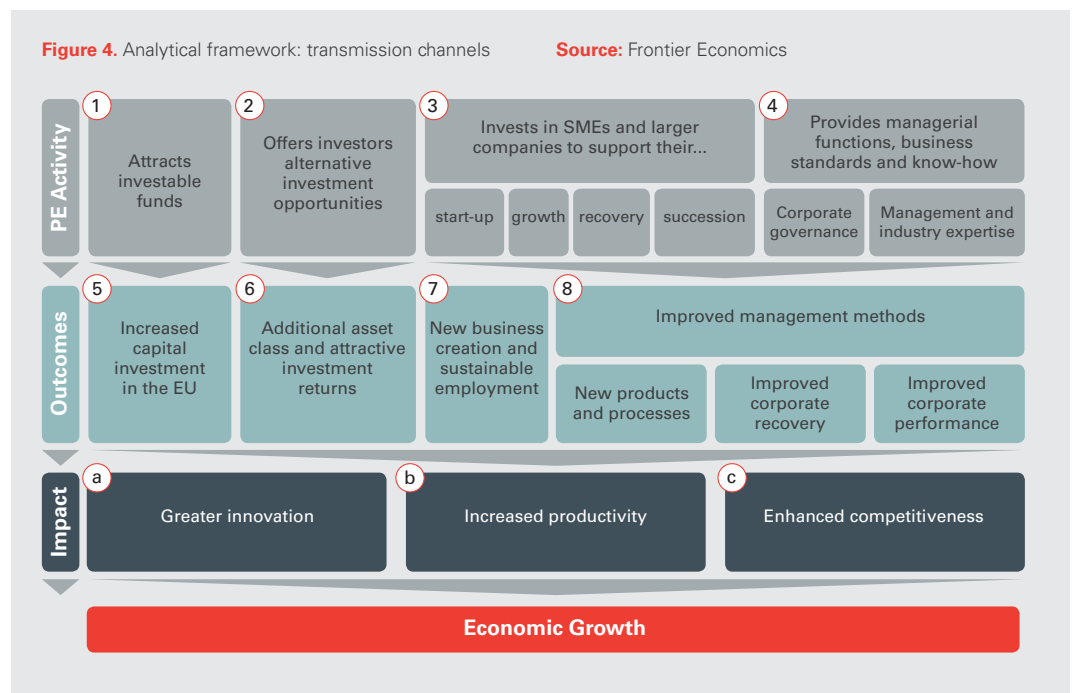 Figure 4. Analytical framework: transmission channels
Source: Frontier Economics
PE Activity
1
Attracts
investable
funds
2
Offers investors
alternative
investment
opportunities
3
Invests in SMEs and larger
companies to support their...
start-up
growth
recovery
succession
4
Provides managerial
functions, business
standards and know-how
Corporate
governance
Management and
industry expertise
Outcomes
5
Increased
capital
investment
in the EU
6
Additional asset
class and attractive
investment
returns
7
New business
creation and
sustainable
employment
8
Improved management methods
New products
and processes
Improved
corporate
recovery
Improved
corporate
performance
Impact
a
Greater innovation
b
Increased productivity
c
Enhanced competitiveness
Economic Growth